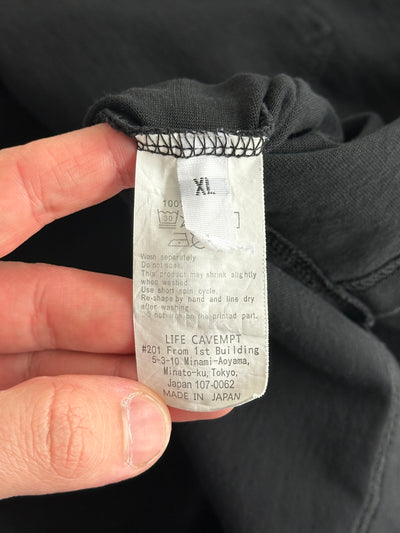 XL
100
30
Wash separately
Do not soak.
This product may shrink slightly
when washed.
Use short spin cycle.
Re-shape by hand and line dry
after washing
on the printed part.
LIFE CAVEMPT
#201 From 1st Building
5-3-10 Minami-Aoyama,
Minato-ku, Tokyo,
Japan 107-0062
MADE IN JAPAN